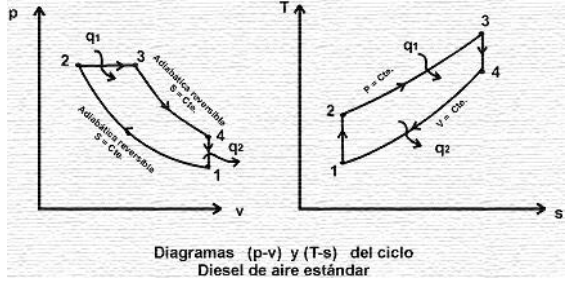 p
q1
2
3
Adiabática reversible
S = Cte.
Adiabática reversible
S = Cte.
4
q2
1
v
T
3
q1
4
P = Cte.
2
V = Cte.
q2
1
s
Diagramas (p-v) y (T-s) del ciclo
Diesel de aire estándar